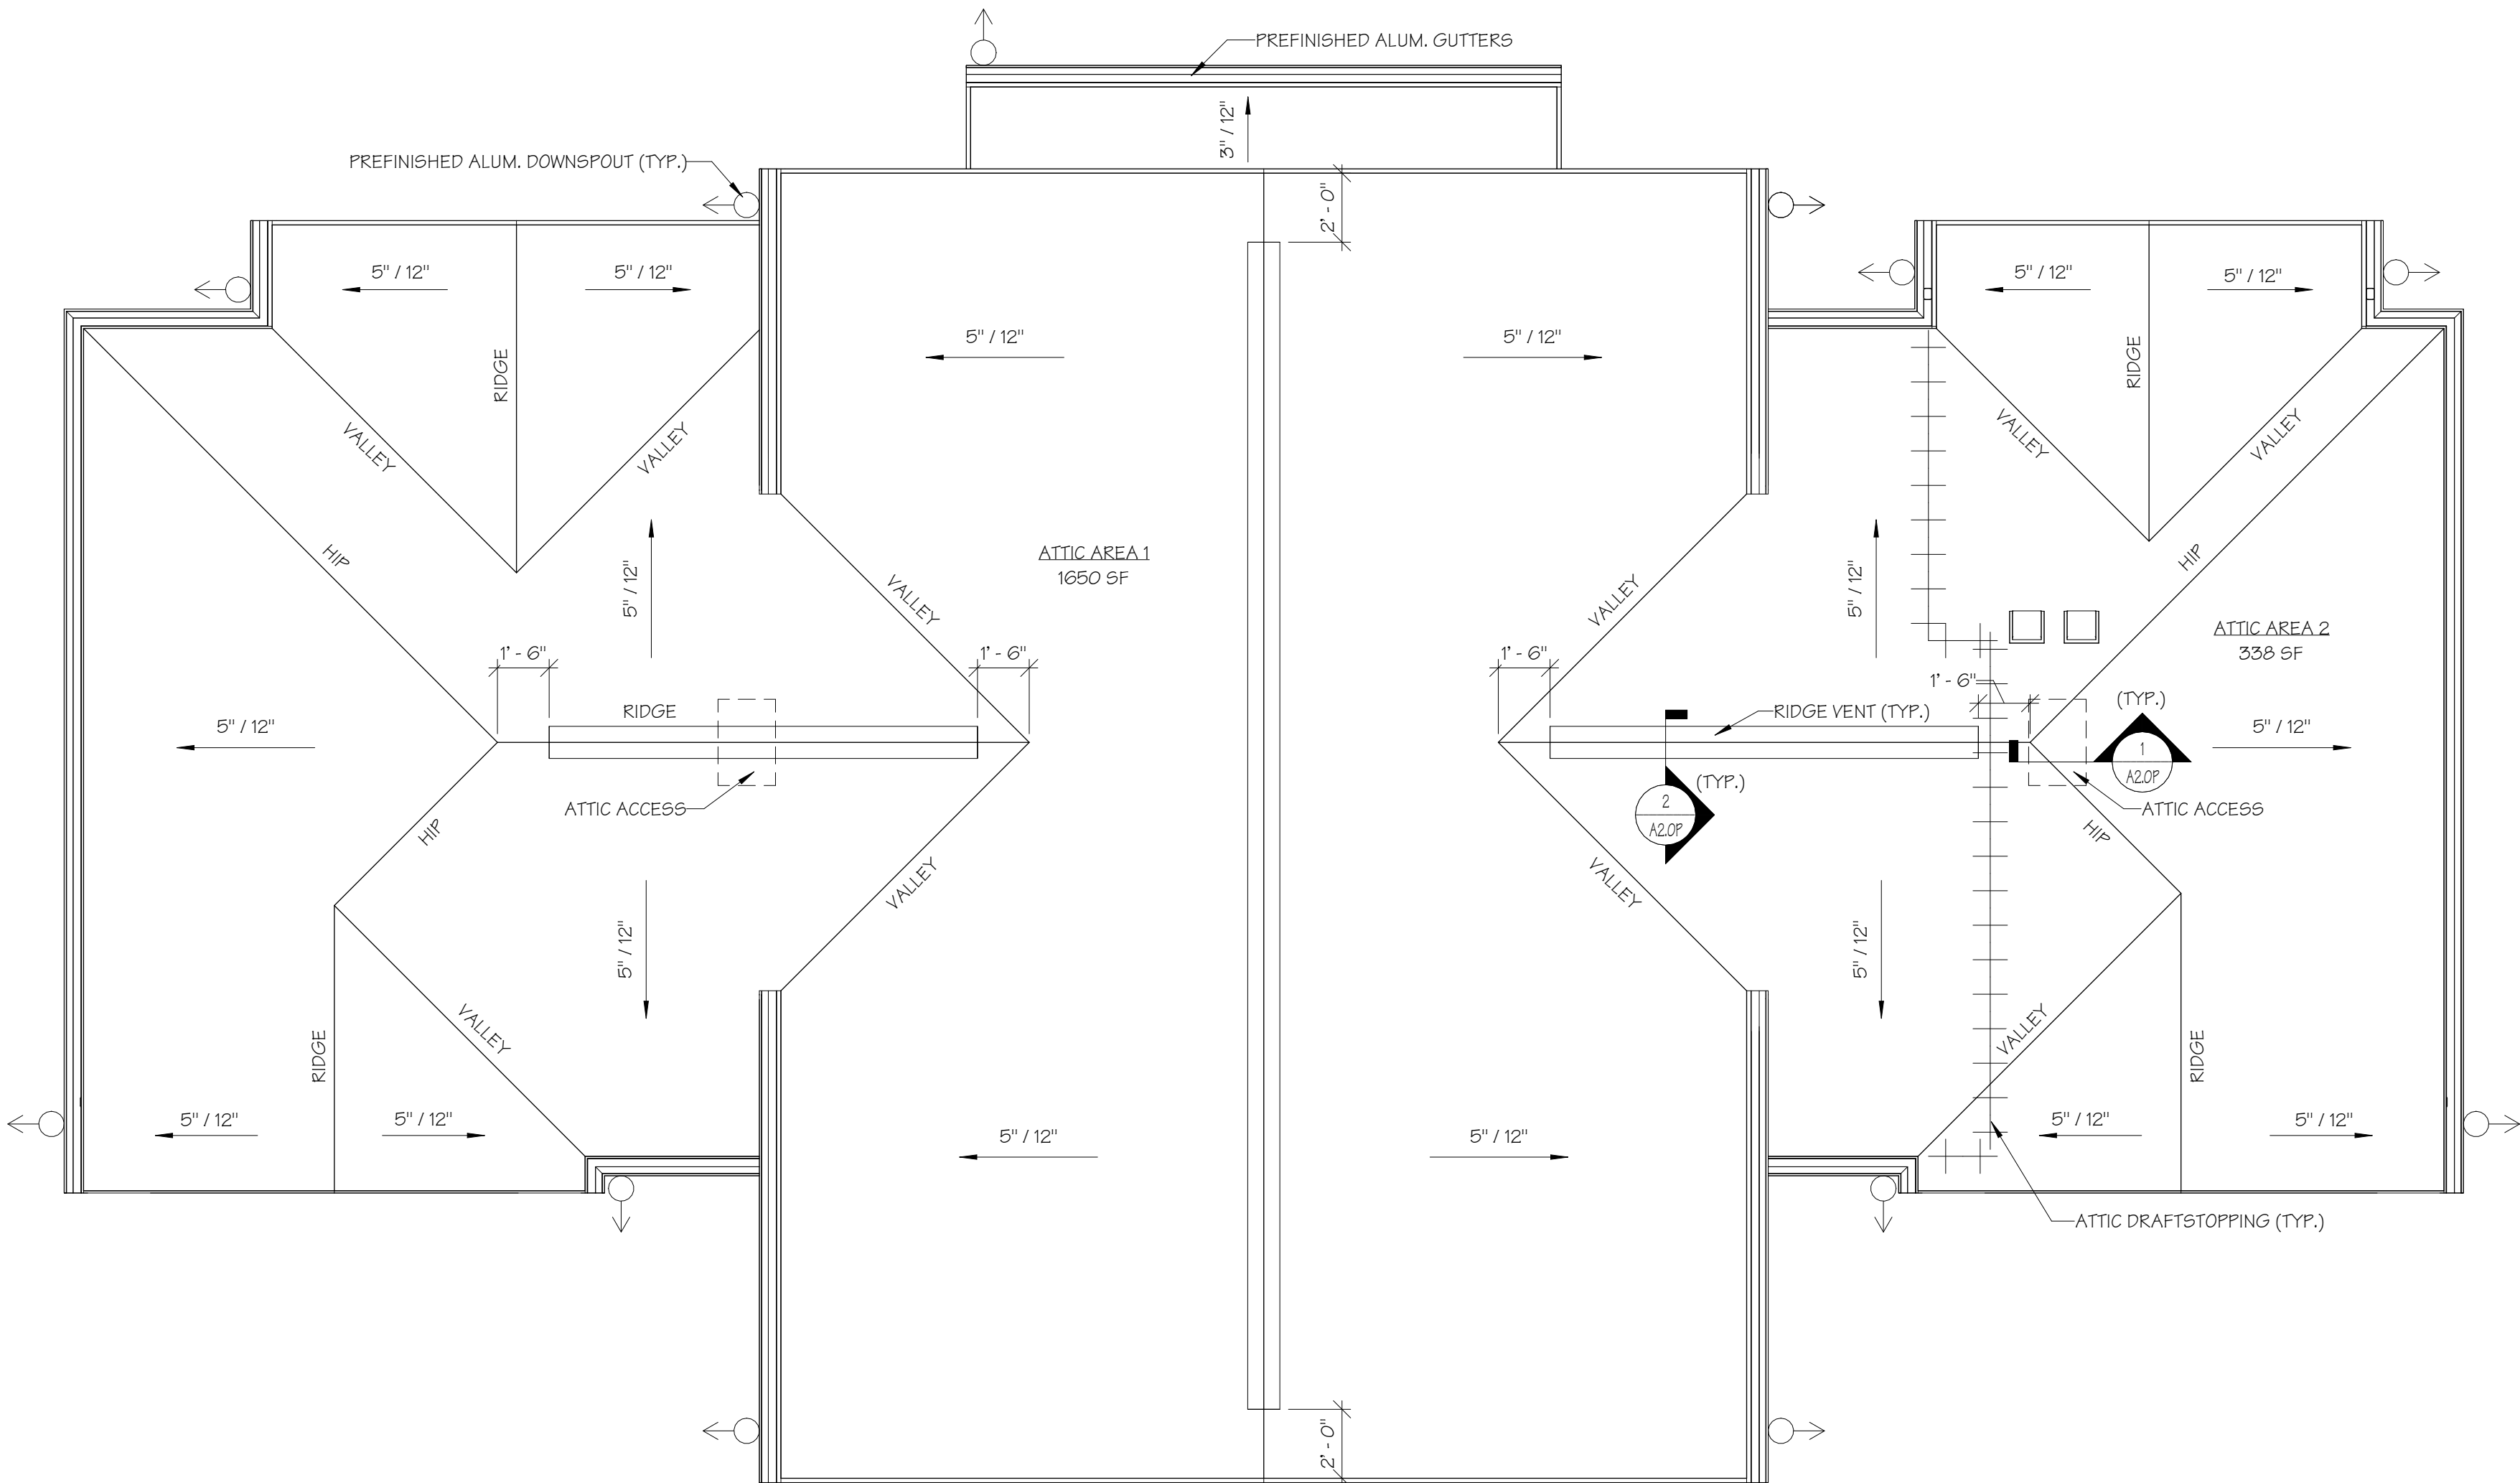 PREFINISHED ALUM. GUTTERS
3" / 12"
PREFINISHED ALUM. DOWNSPOUT (TYP.)
2' - 0"
5" / 12"
5" / 12"
5" / 12"
5" / 12"
5" / 12"
5" / 12"
RIDGE
RIDGE
VALLEY
VALLEY
VALLEY
VALLEY
HIP
HIP
ATTIC AREA 1
1650 SF
5" / 12"
5" / 12"
VALLEY
VALLEY
ATTIC AREA 2
338 SF
1' - 6"
1' - 6"
1' - 6"
1' - 6"
RIDGE
RIDGE VENT (TYP.)
(TYP.)
5" / 12"
5" / 12"
1
A2.0P
(TYP.)
2
A2.0P
ATTIC ACCESS
ATTIC ACCESS
HIP
HIP
VALLEY
VALLEY
5" / 12"
5" / 12"
VALLEY
VALLEY
RIDGE
RIDGE
5" / 12"
5" / 12"
5" / 12"
5" / 12"
5" / 12"
5" / 12"
ATTIC DRAFTSTOPPING (TYP.)
2' - 0"